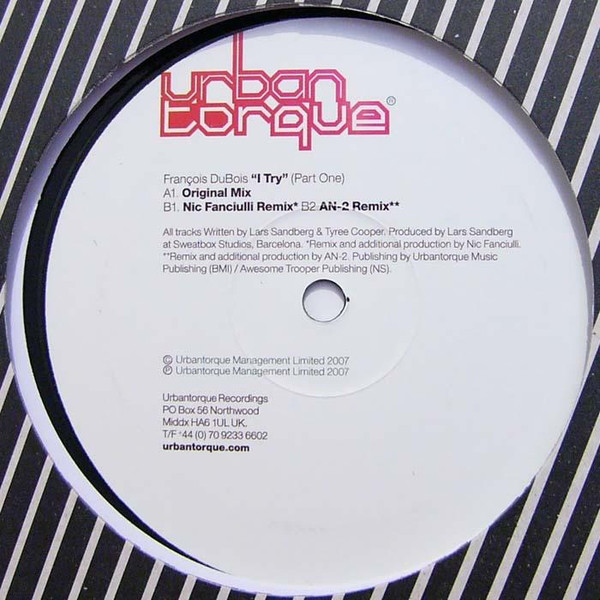 urban
torque®
François DuBois "I Try" (Part One)
A1. Original Mix
B1. Nic Fanciulli Remix* B2 AN-2 Remix**
All tracks Written by Lars Sandberg & Tyree Cooper. Produced by Lars Sandberg
at Sweatbox Studios, Barcelona. *Remix and additional production by Nic Fanciulli.
**Remix and additional production by AN-2. Publishing by Urbantorque Music
Publishing (BMI) / Awesome Trooper Publishing (NS).
© Urbantorque Management Limited 2007
℗ Urbantorque Management Limited 2007
Urbantorque Recordings
PO Box 56 Northwood
Middx HA6 1UL UK.
T/F +44 (0) 70 9233 6602
urbantorque.com